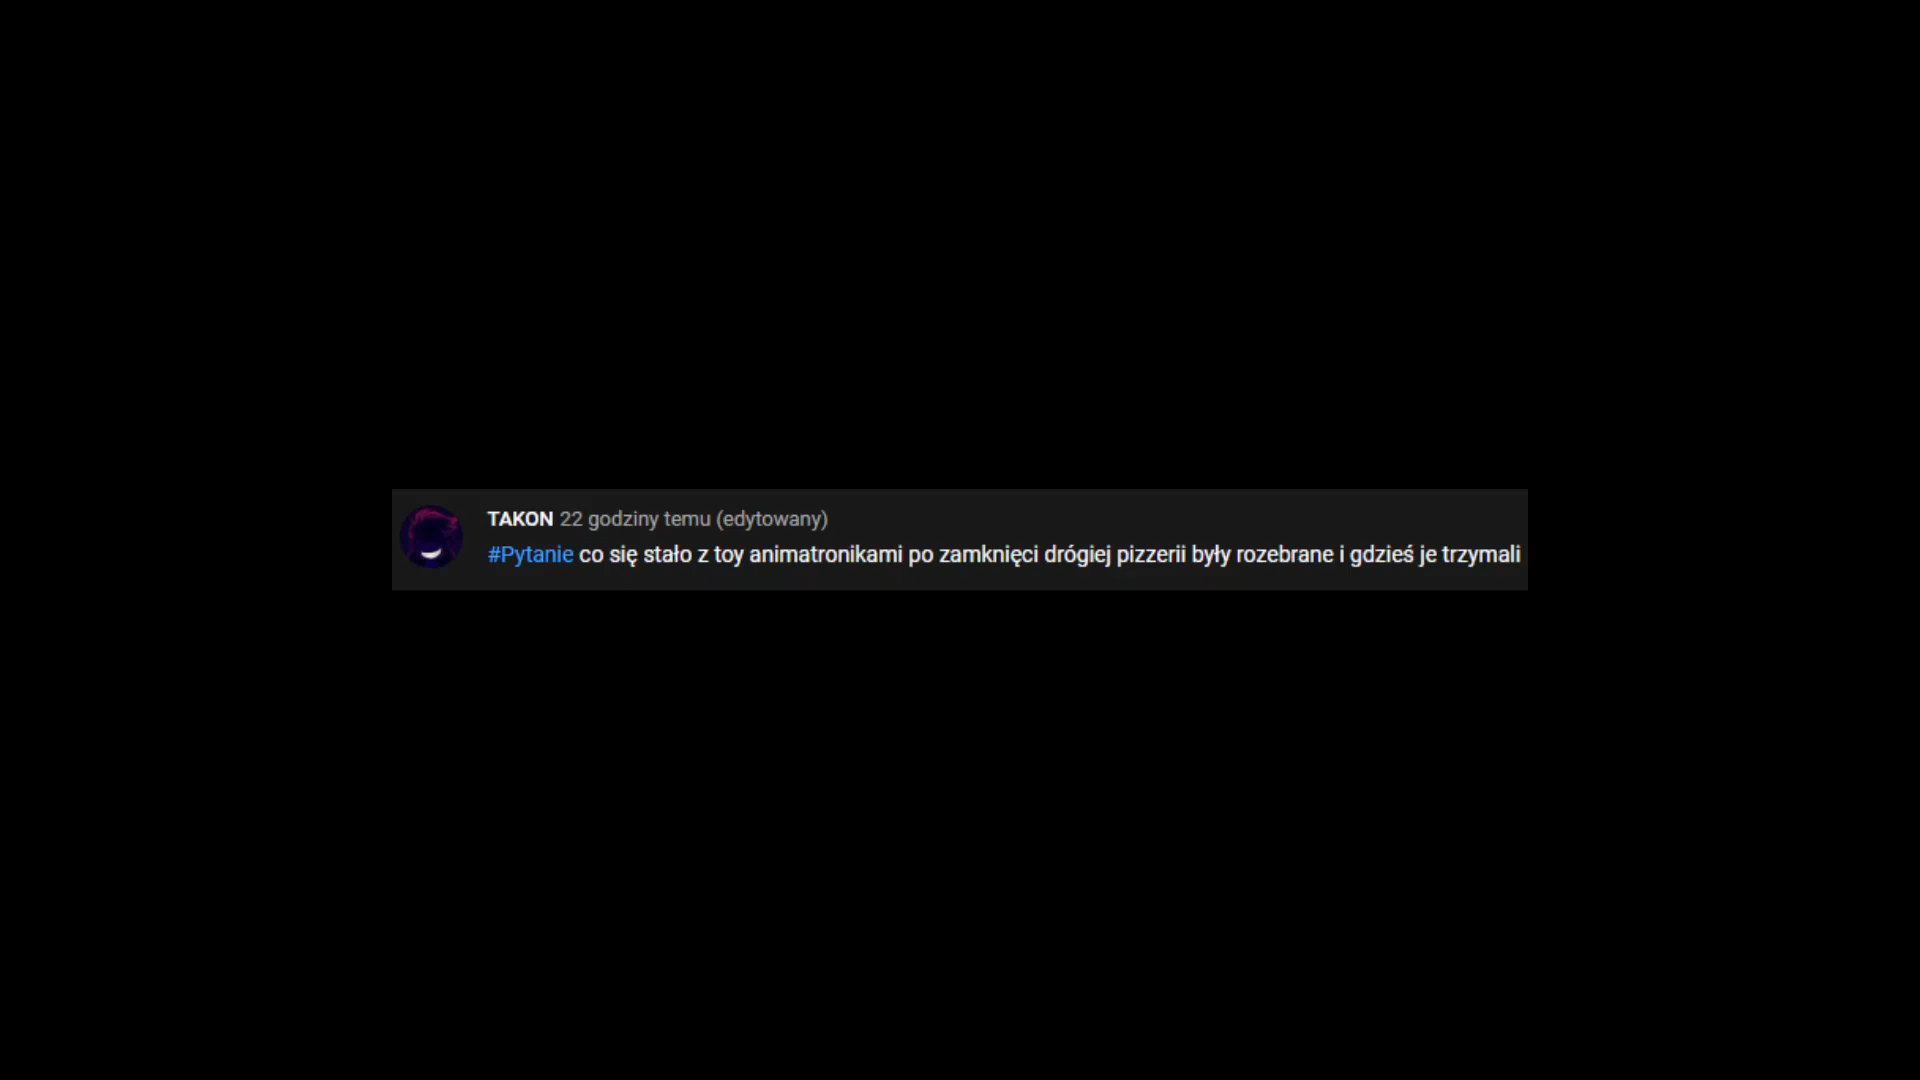 TAKON 22 godziny temu (edytowany)
#Pytanie co się stało z toy animatronikami po zamknięci drógiej pizzerii były rozebrane i gdzieś je trzymali